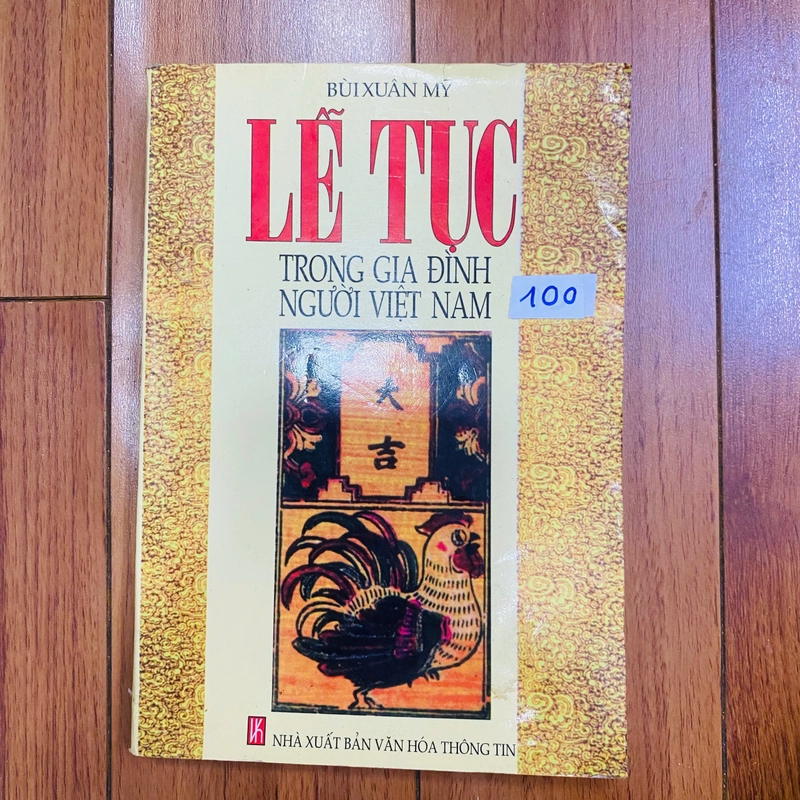 BÙI XUÂN MỸ
LỄ TỤC
TRONG GIA ĐÌNH
NGƯỜI VIỆT NAM
100
大
吉
NHÀ XUẤT BẢN VĂN HÓA THÔNG TIN